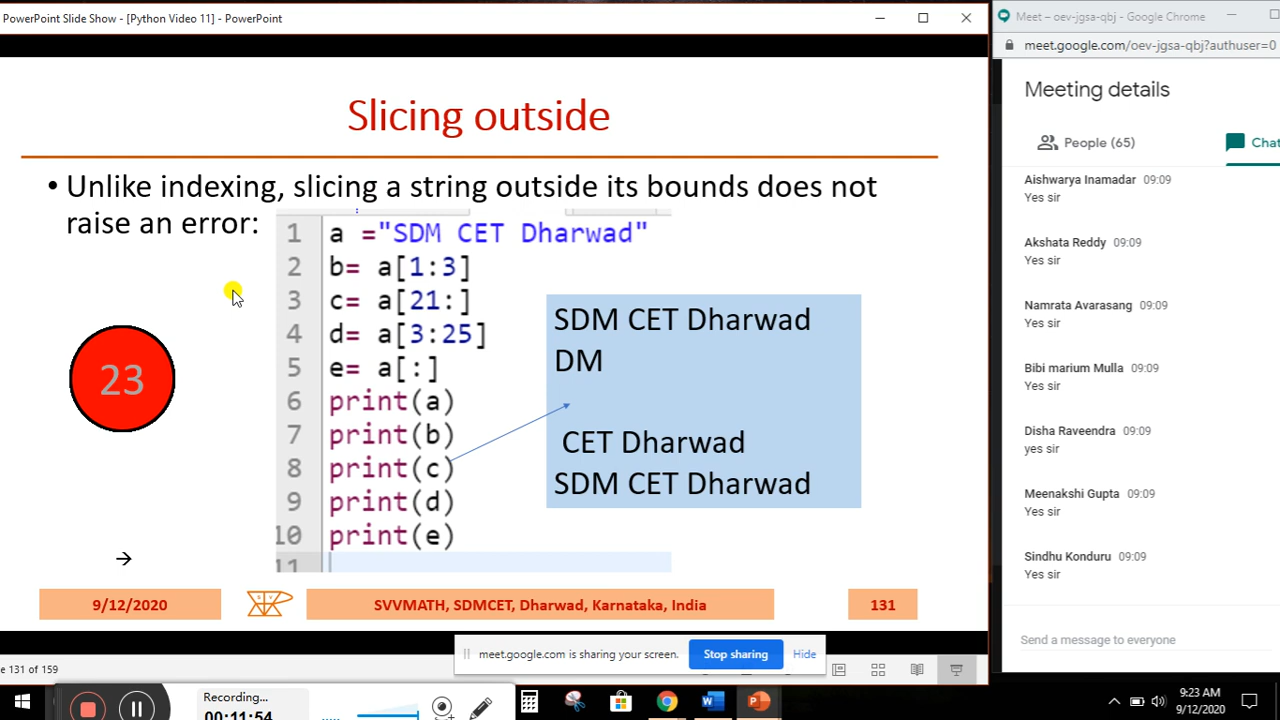 PowerPoint Slide Show - [Python Video 11] - PowerPoint
Slicing outside
• Unlike indexing, slicing a string outside its bounds does not
raise an error:
1 a ="SDM CET Dharwad"
2 b= a[1:3]
3 c= a[21:]
4 d= a[3:25]
5 e= a[:]
6 print(a)
7 print(b)
8 print(c)
9 print(d)
10 print(e)
11
SDM CET Dharwad
DM
CET Dharwad
SDM CET Dharwad
23
→
9/12/2020
SVVMATH, SDMCET, Dharwad, Karnataka, India
131
meet.google.com is sharing your screen.
Stop sharing
Hide
131 of 159
Recording...
00:11:54
Meet – oev-jgsa-qbj - Google Chrome
meet.google.com/oev-jgsa-qbj?authuser=0
Meeting details
People (65)
Chat
Aishwarya Inamadar 09:09
Yes sir
Akshata Reddy 09:09
Yes sir
Namrata Avarasang 09:09
Yes sir
Bibi marium Mulla 09:09
Yes sir
Disha Raveendra 09:09
yes sir
Meenakshi Gupta 09:09
Yes sir
Sindhu Konduru 09:09
Yes sir
Send a message to everyone
9:23 AM
9/12/2020